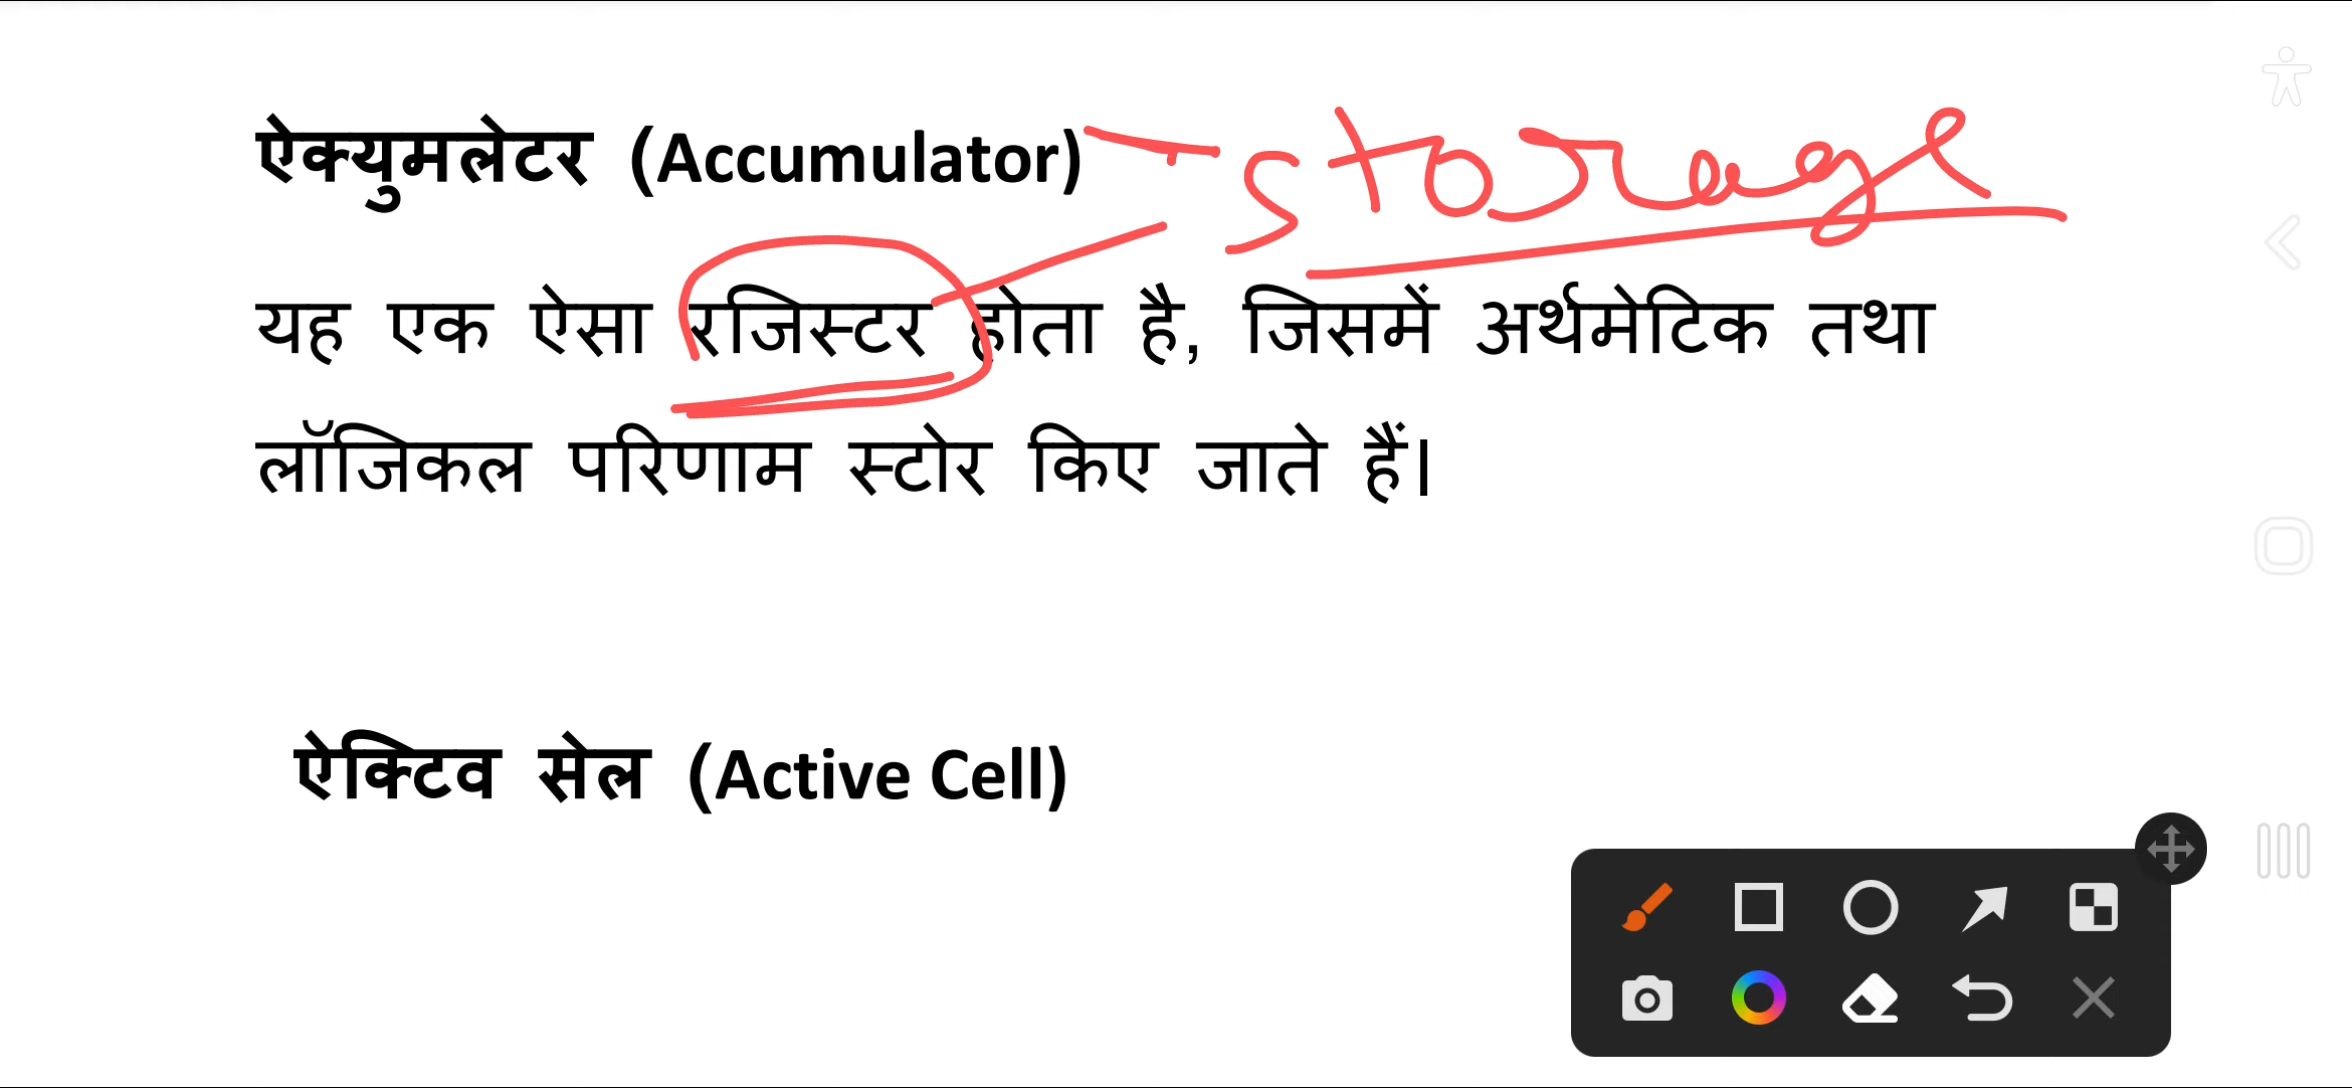 ऐक्युमलेटर (Accumulator) storage
यह एक ऐसा रजिस्टर होता है, जिसमें अर्थमेटिक तथा
लॉजिकल परिणाम स्टोर किए जाते हैं।
ऐक्टिव सेल (Active Cell)